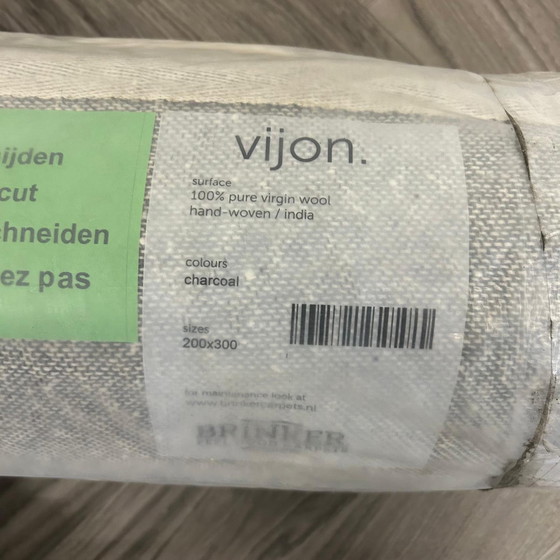 ijden
cut
chneiden
ez pas
vijon.
surface
100% pure virgin wool
hand-woven / india
colours
charcoal
sizes
200x300
for maintenance look at
www.brinkercarpets.nl
BRINKER